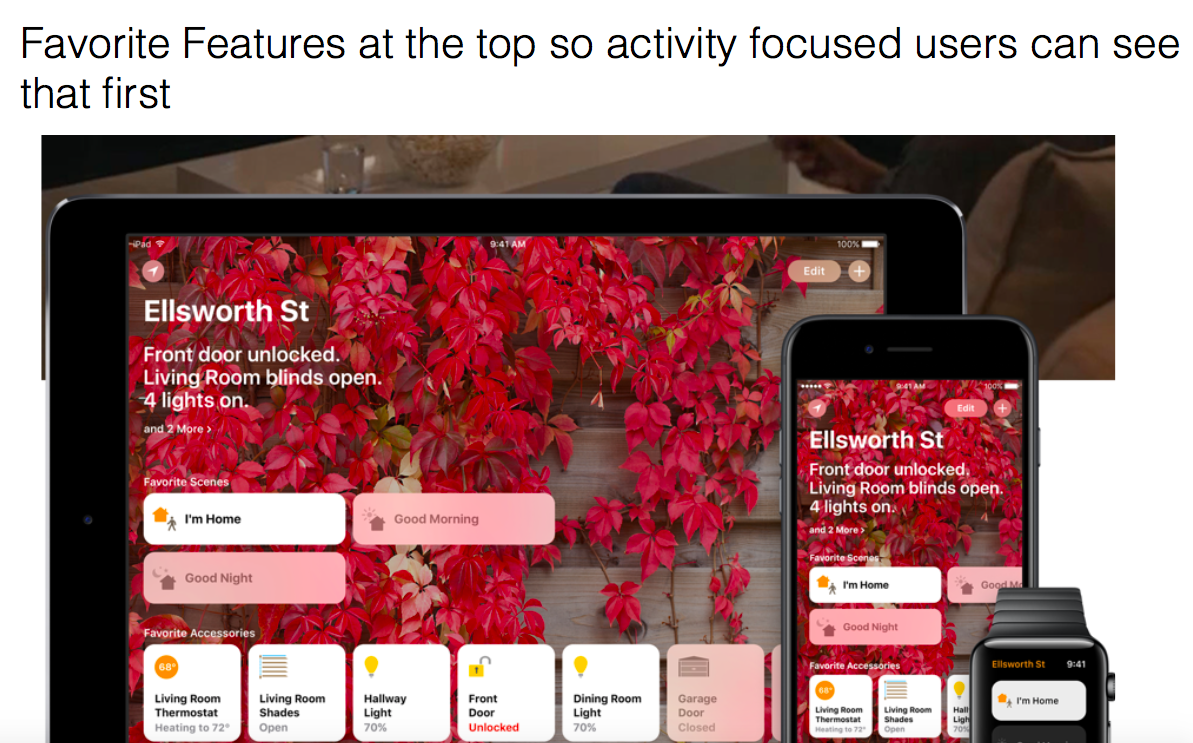 Favorite Features at the top so activity focused users can see
that first
iPad
9:41 AM
100%
Edit
+
Ellsworth St
Front door unlocked.
Living Room blinds open.
4 lights on.
and 2 More >
Favorite Scenes
I'm Home
Good Morning
Good Night
Favorite Accessories
68°
Living Room
Thermostat
Heating to 72°
Living Room
Shades
Open
Hallway
Light
70%
Front
Door
Unlocked
Dining Room
Light
70%
Garage
Door
Closed
9:41 AM
100%
Edit
+
Ellsworth St
Front door unlocked.
Living Room blinds open.
4 lights on.
and 2 More >
Favorite Scenes
I'm Home
Good Mo
Good Night
Favorite Accessories
68°
Living Room
Thermostat
Heating to 72°
Living Room
Shades
Open
Hall
Ligh
70%
Ellsworth St
9:41
I'm Home